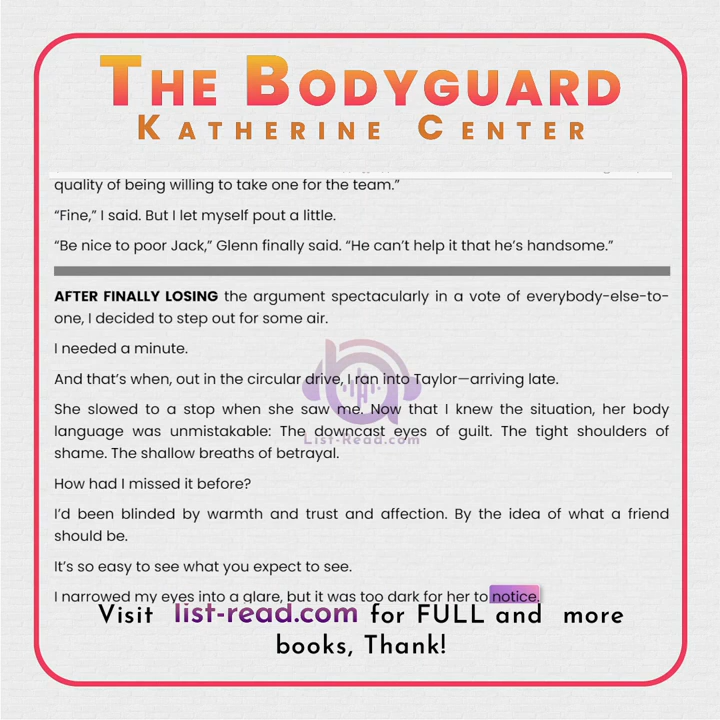 THE BODYGUARD
KATHERINE CENTER
quality of being willing to take one for the team.”
“Fine,” I said. But I let myself pout a little.
“Be nice to poor Jack,” Glenn finally said. “He can’t help it that he’s handsome.”
AFTER FINALLY LOSING the argument spectacularly in a vote of everybody-else-to-
one, I decided to step out for some air.
I needed a minute.
And that’s when, out in the circular drive, I ran into Taylor—arriving late.
She slowed to a stop when she saw me. Now that I knew the situation, her body
language was unmistakable: The downcast eyes of guilt. The tight shoulders of
List-Read.com
shame. The shallow breaths of betrayal.
How had I missed it before?
I’d been blinded by warmth and trust and affection. By the idea of what a friend
should be.
It’s so easy to see what you expect to see.
I narrowed my eyes into a glare, but it was too dark for her to notice.
Visit list-read.com for FULL and more
books, Thank!